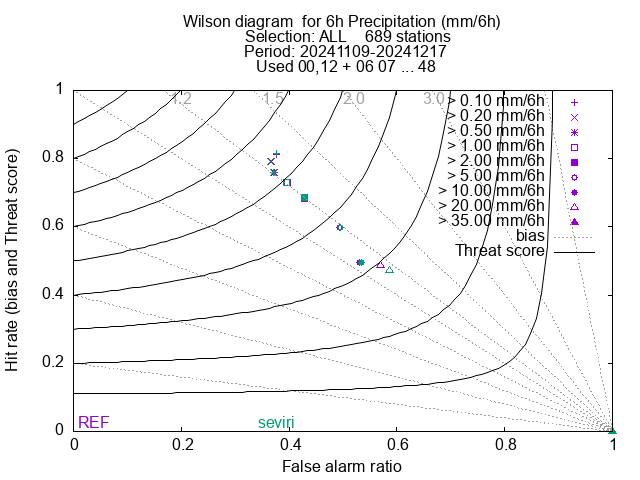 Wilson diagram  for 6h Precipitation (mm/6h)
Selection: ALL    689 stations
Period: 20241109-20241217
Used 00,12 + 06 07 ... 48
1.2 1.5 2.0 3.0
> 0.10 mm/6h
> 0.20 mm/6h
> 0.50 mm/6h
> 1.00 mm/6h
> 2.00 mm/6h
> 5.00 mm/6h
> 10.00 mm/6h
> 20.00 mm/6h
> 35.00 mm/6h
bias
Threat score
1
0.8
0.6
0.4
0.2
0
Hit rate (bias and Threat score)
REF
seviri
0 0.2 0.4 0.6 0.8 1
False alarm ratio